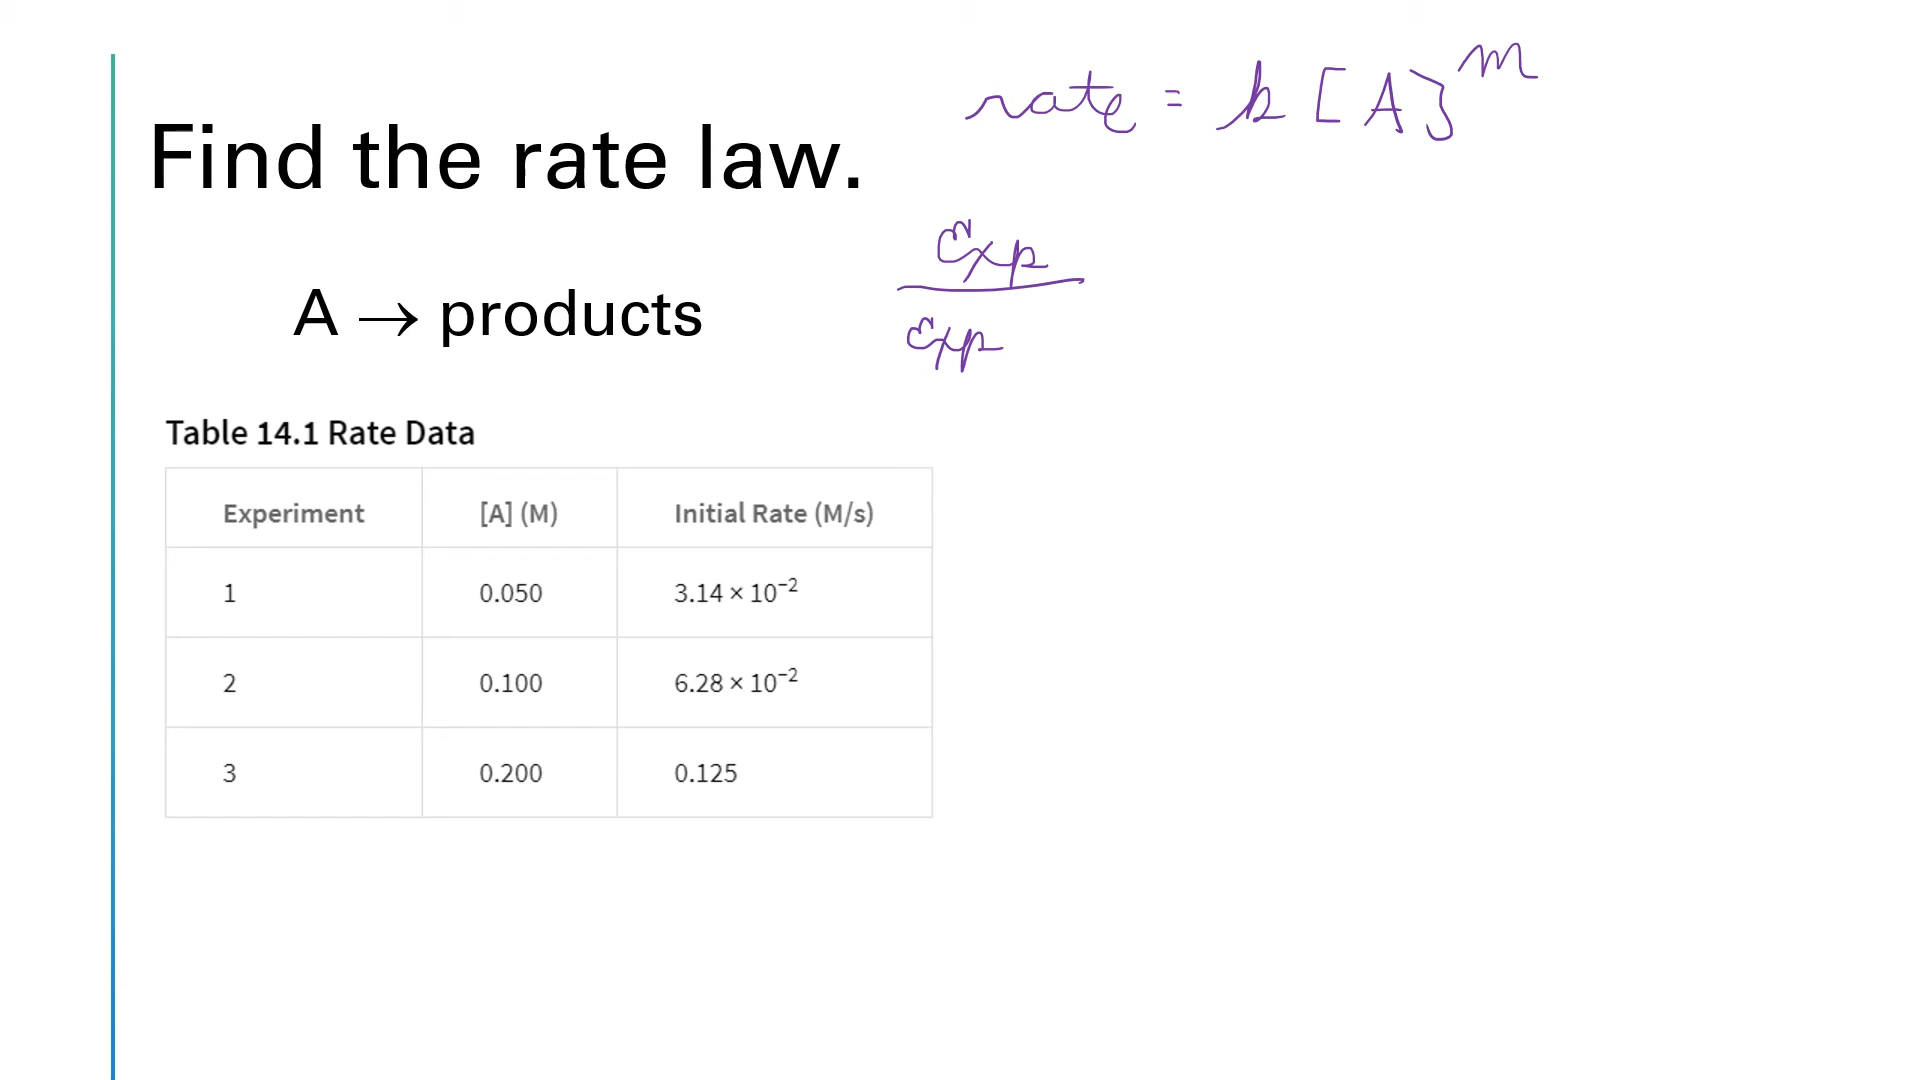 rate = k [A]^m
Find the rate law.
exp
A → products
exp
Table 14.1 Rate Data
Experiment [A] (M) Initial Rate (M/s)
1 0.050 3.14 × 10⁻²
2 0.100 6.28 × 10⁻²
3 0.200 0.125